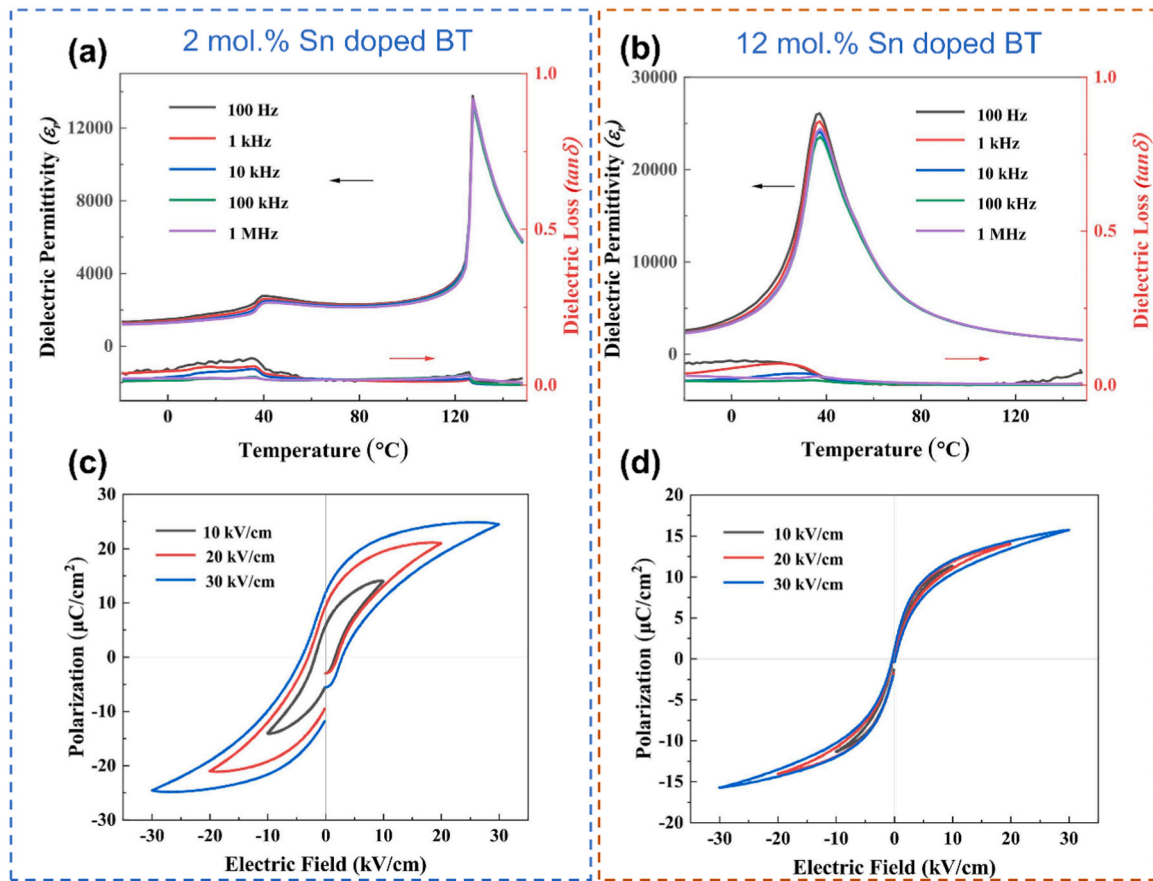 (a) 2 mol.% Sn doped BT
Dielectric Permittivity (εr)
12000
8000
4000
0
100 Hz
1 kHz
10 kHz
100 kHz
1 MHz
1.0
0.5
0.0
Dielectric Loss (tanδ)
0 40 80 120
Temperature (°C)
(b) 12 mol.% Sn doped BT
Dielectric Permittivity (εr)
30000
20000
10000
0
100 Hz
1 kHz
10 kHz
100 kHz
1 MHz
1.0
0.5
0.0
Dielectric Loss (tanδ)
0 40 80 120
Temperature (°C)
(c)
Polarization (μC/cm²)
30
20
10
0
-10
-20
-30
10 kV/cm
20 kV/cm
30 kV/cm
-30 -20 -10 0 10 20 30
Electric Field (kV/cm)
(d)
Polarization (μC/cm²)
20
15
10
5
0
-5
-10
-15
-20
10 kV/cm
20 kV/cm
30 kV/cm
-30 -20 -10 0 10 20 30
Electric Field (kV/cm)